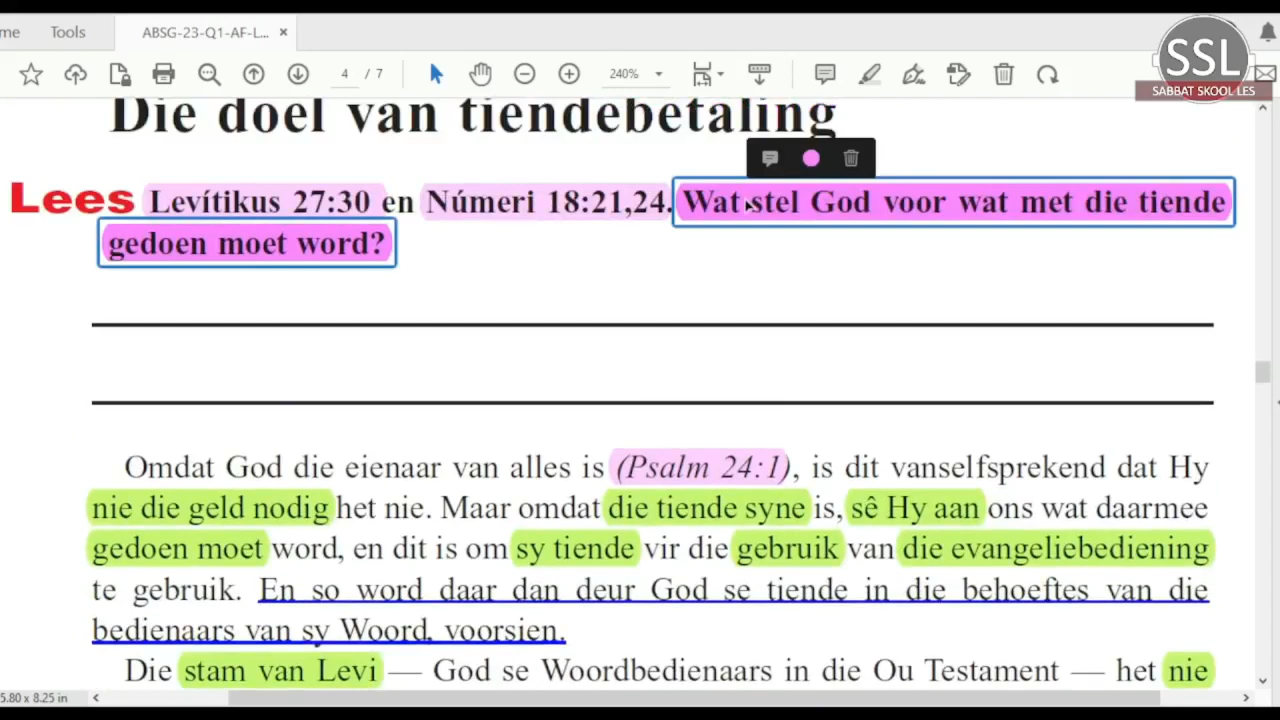 me
Tools
ABSG-23-Q1-AF-L... ×
SSL
SABBAT SKOOL LES
4 / 7
240%
Die doel van tiendebetaling
Lees Levítikus 27:30 en Númeri 18:21,24. Wat stel God voor wat met die tiende
gedoen moet word?
Omdat God die eienaar van alles is (Psalm 24:1), is dit vanselfsprekend dat Hy
nie die geld nodig het nie. Maar omdat die tiende syne is, sê Hy aan ons wat daarmee
gedoen moet word, en dit is om sy tiende vir die gebruik van die evangeliebediening
te gebruik. En so word daar dan deur God se tiende in die behoeftes van die
bedienaars van sy Woord, voorsien.
Die stam van Levi — God se Woordbedienaars in die Ou Testament — het nie
5.80 x 8.25 in